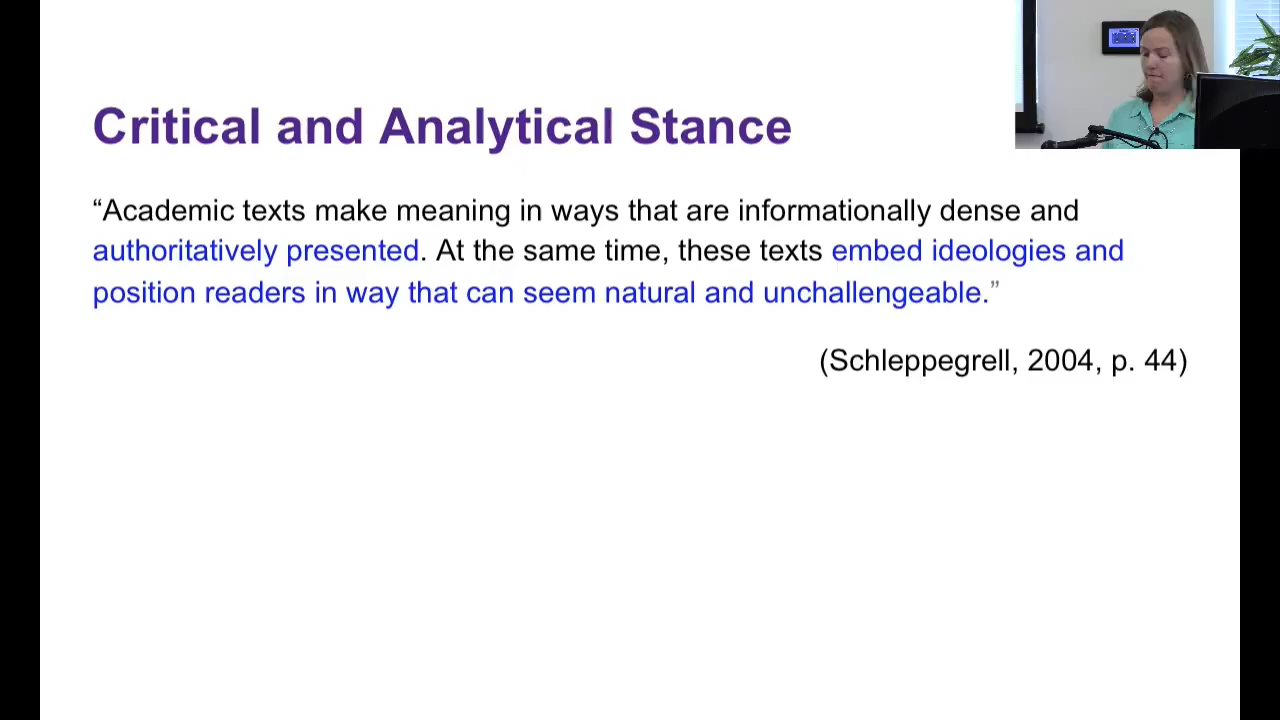 Critical and Analytical Stance
“Academic texts make meaning in ways that are informationally dense and
authoritatively presented. At the same time, these texts embed ideologies and
position readers in way that can seem natural and unchallengeable.”
(Schleppegrell, 2004, p. 44)